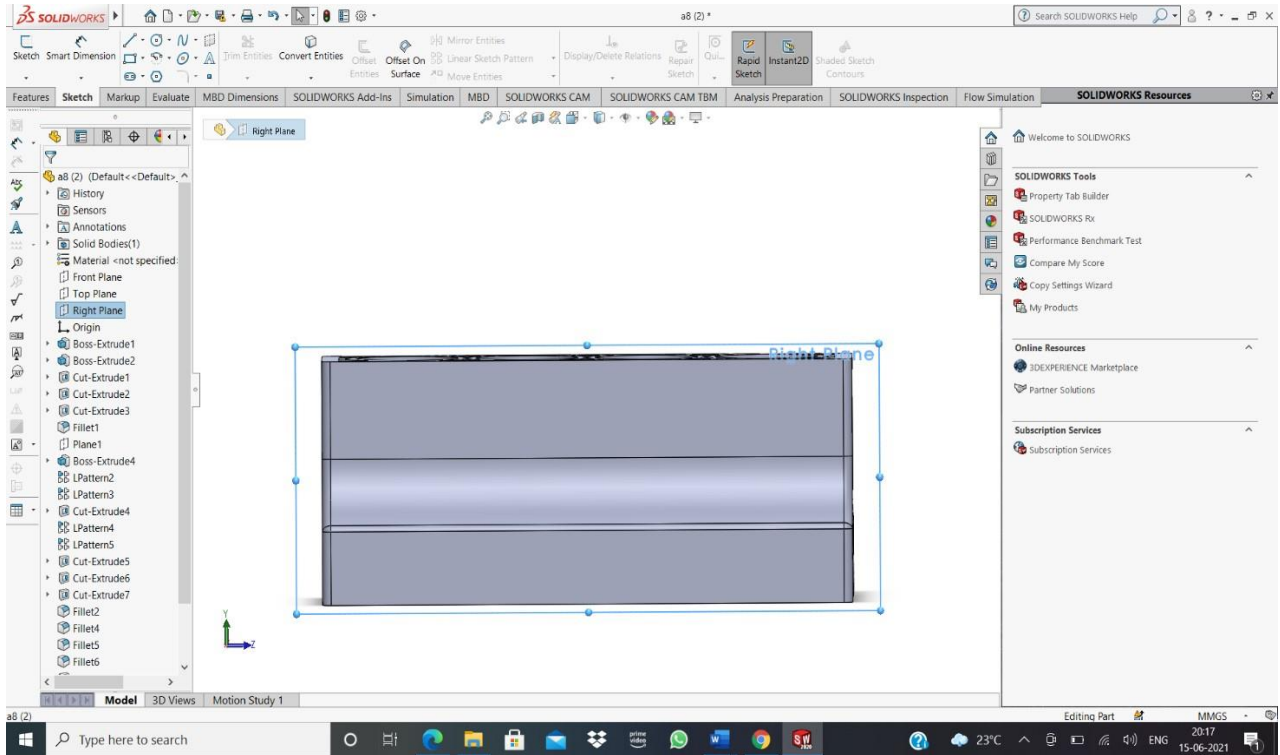 SOLIDWORKS
a8 (2) *
Search SOLIDWORKS Help
Sketch
Smart Dimension
Trim Entities
Convert Entities
Offset Entities
Offset On Surface
Mirror Entities
Linear Sketch Pattern
Move Entities
Display/Delete Relations
Repair Sketch
Qui...
Rapid Sketch
Instant2D
Shaded Sketch Contours
Features Sketch Markup Evaluate MBD Dimensions SOLIDWORKS Add-Ins Simulation MBD SOLIDWORKS CAM SOLIDWORKS CAM TBM Analysis Preparation SOLIDWORKS Inspection Flow Simulation
SOLIDWORKS Resources
Right Plane
a8 (2) (Default<<Default>_
History
Sensors
Annotations
Solid Bodies(1)
Material <not specified>
Front Plane
Top Plane
Right Plane
Origin
Boss-Extrude1
Boss-Extrude2
Cut-Extrude1
Cut-Extrude2
Cut-Extrude3
Fillet1
Plane1
Boss-Extrude4
LPattern2
LPattern3
Cut-Extrude4
LPattern4
LPattern5
Cut-Extrude5
Cut-Extrude6
Cut-Extrude7
Fillet2
Fillet4
Fillet5
Fillet6
Right Plane
Y
Z
Welcome to SOLIDWORKS
SOLIDWORKS Tools
Property Tab Builder
SOLIDWORKS Rx
Performance Benchmark Test
Compare My Score
Copy Settings Wizard
My Products
Online Resources
3DEXPERIENCE Marketplace
Partner Solutions
Subscription Services
Subscription Services
Model 3D Views Motion Study 1
a8 (2)
Editing Part
MMGS
Type here to search
prime video
23°C
ENG
20:17
15-06-2021